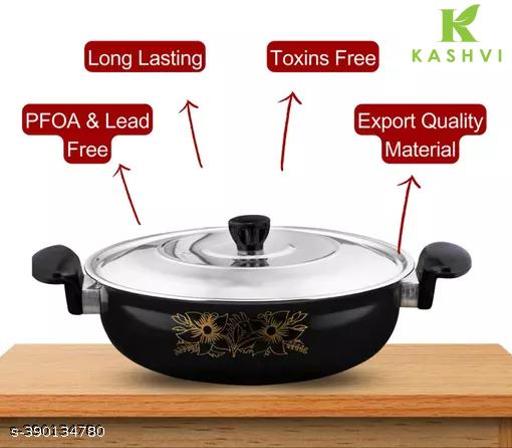 KASHVI
Long Lasting
Toxins Free
PFOA & Lead
Free
Export Quality
Material
s-390134780